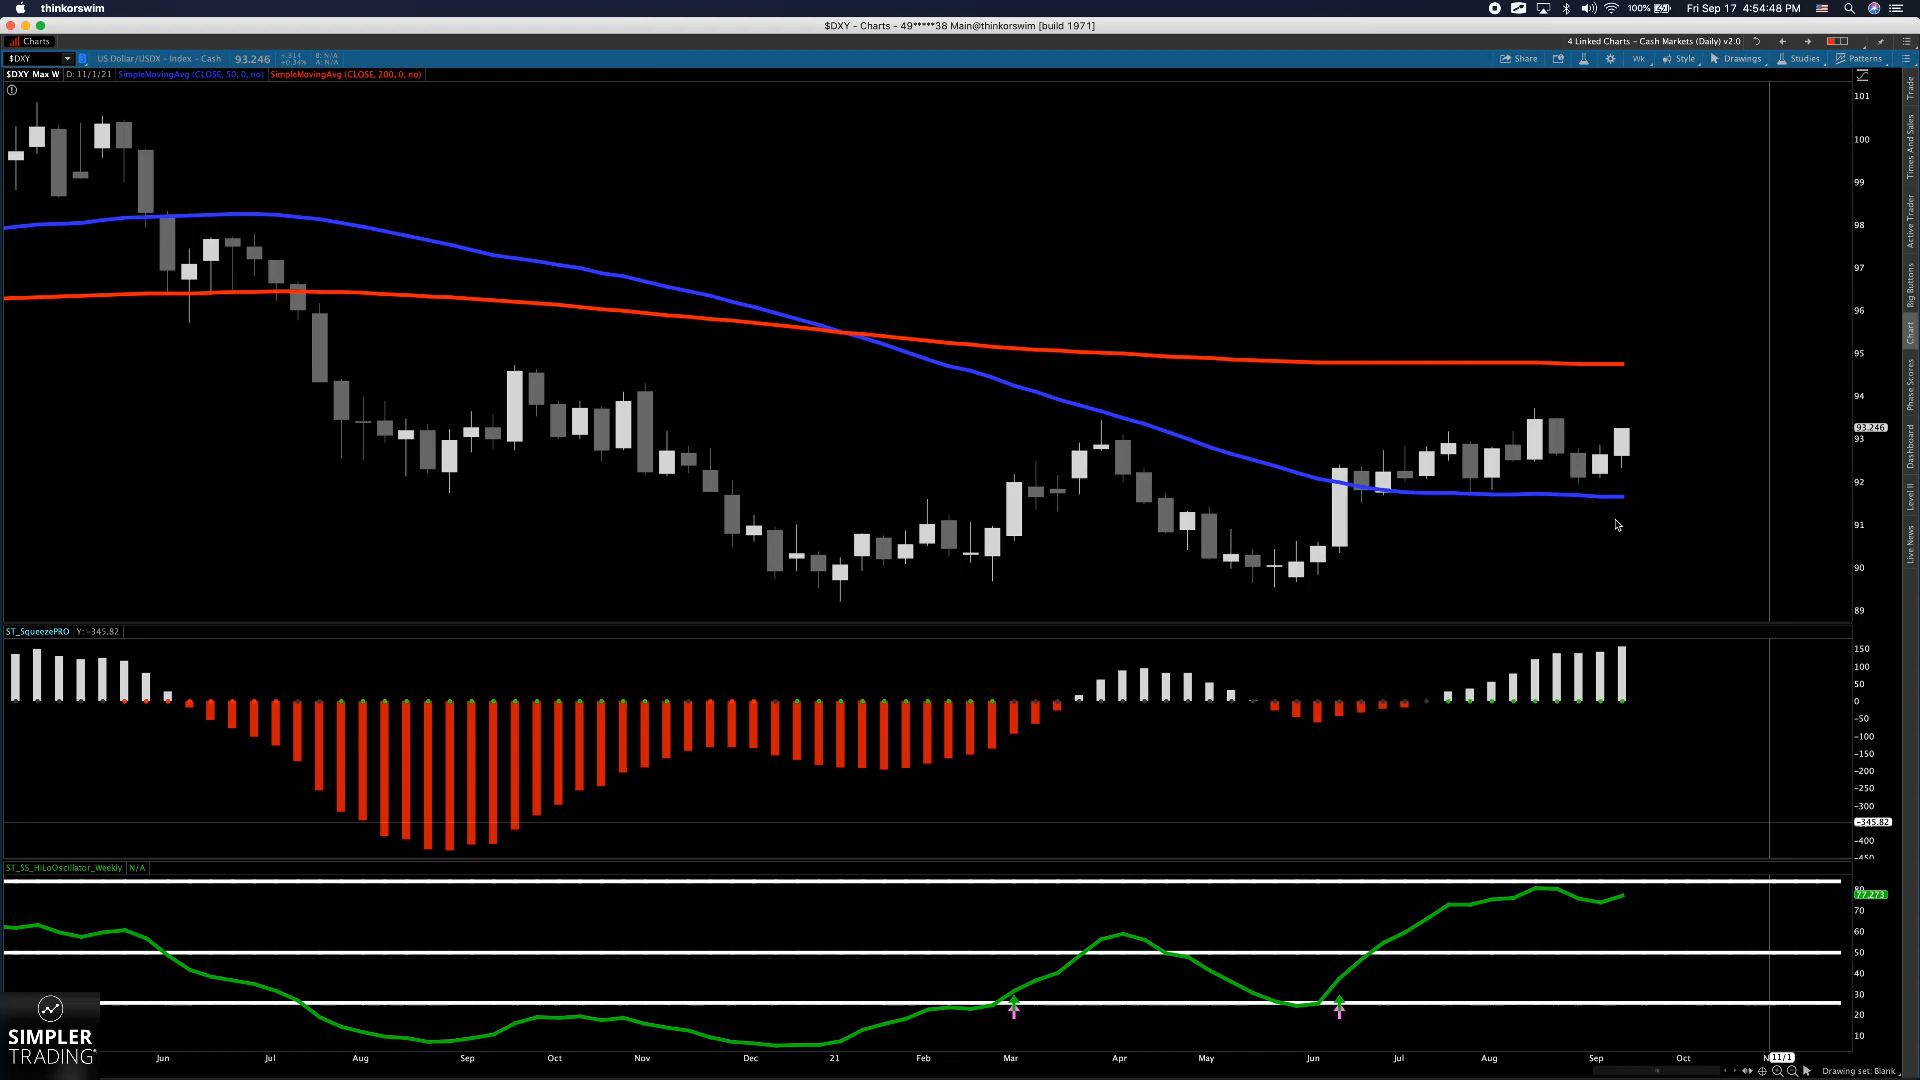 thinkorswim
100%
Fri Sep 17 4:54:48 PM
$DXY - Charts - 49*****38 Main@thinkorswim [build 1971]
Charts
4 Linked Charts - Cash Markets (Daily) v2.0
$DXY
US Dollar/USDX - Index - Cash
93.246
+.314
+0.34%
B: N/A
A: N/A
Share
Wk
Style
Drawings
Studies
Patterns
$DXY Max W
D: 11/1/21
SimpleMovingAvg (CLOSE, 50, 0, no)
SimpleMovingAvg (CLOSE, 200, 0, no)
101
100
99
98
97
96
95
94
93.246
93
92
91
90
89
Trade
Times And Sales
Active Trader
Big Buttons
Chart
Phase Scores
Dashboard
Level II
Live News
ST_SqueezePRO
Y: -345.82
150
100
50
0
-50
-100
-150
-200
-250
-300
-345.82
-400
-450
ST_SS_HiLoOscillator_Weekly
N/A
80
77.273
70
60
50
40
30
20
10
SIMPLER
TRADING
Jun
Jul
Aug
Sep
Oct
Nov
Dec
21
Feb
Mar
Apr
May
Jun
Jul
Aug
Sep
Oct
11/1
Drawing set: Blank